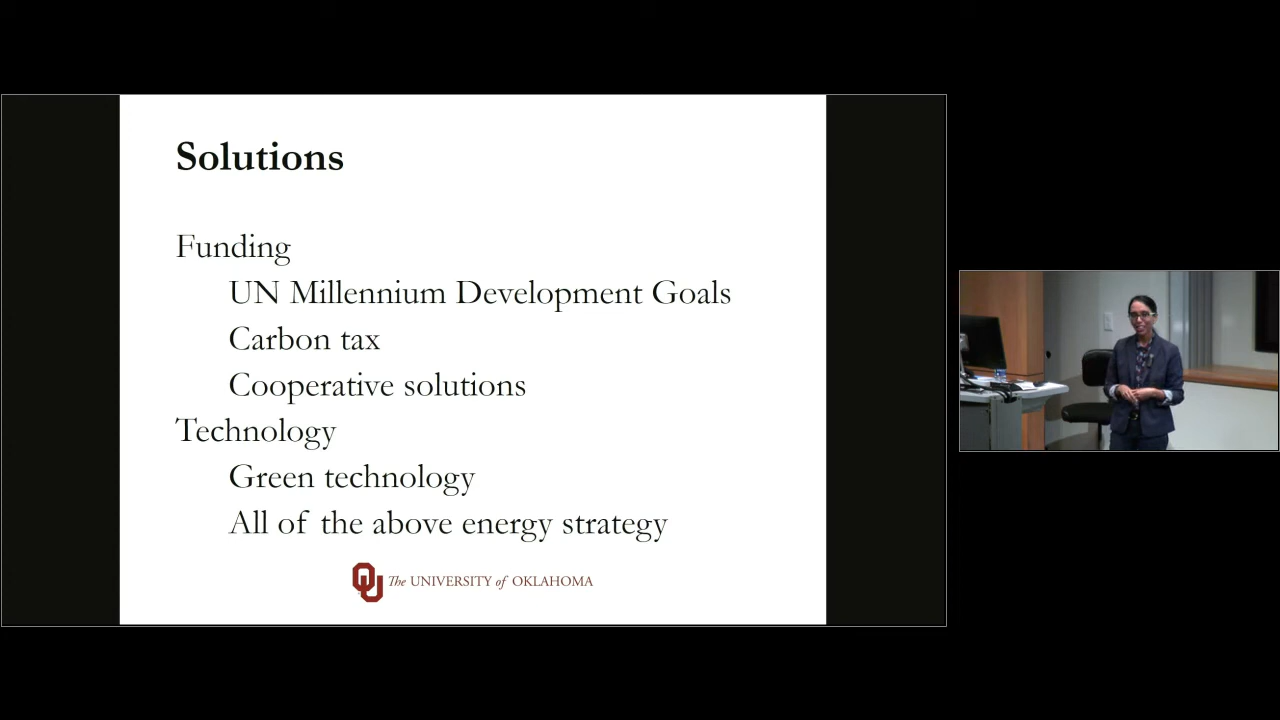 Solutions
Funding
UN Millennium Development Goals
Carbon tax
Cooperative solutions
Technology
Green technology
All of the above energy strategy
The UNIVERSITY of OKLAHOMA